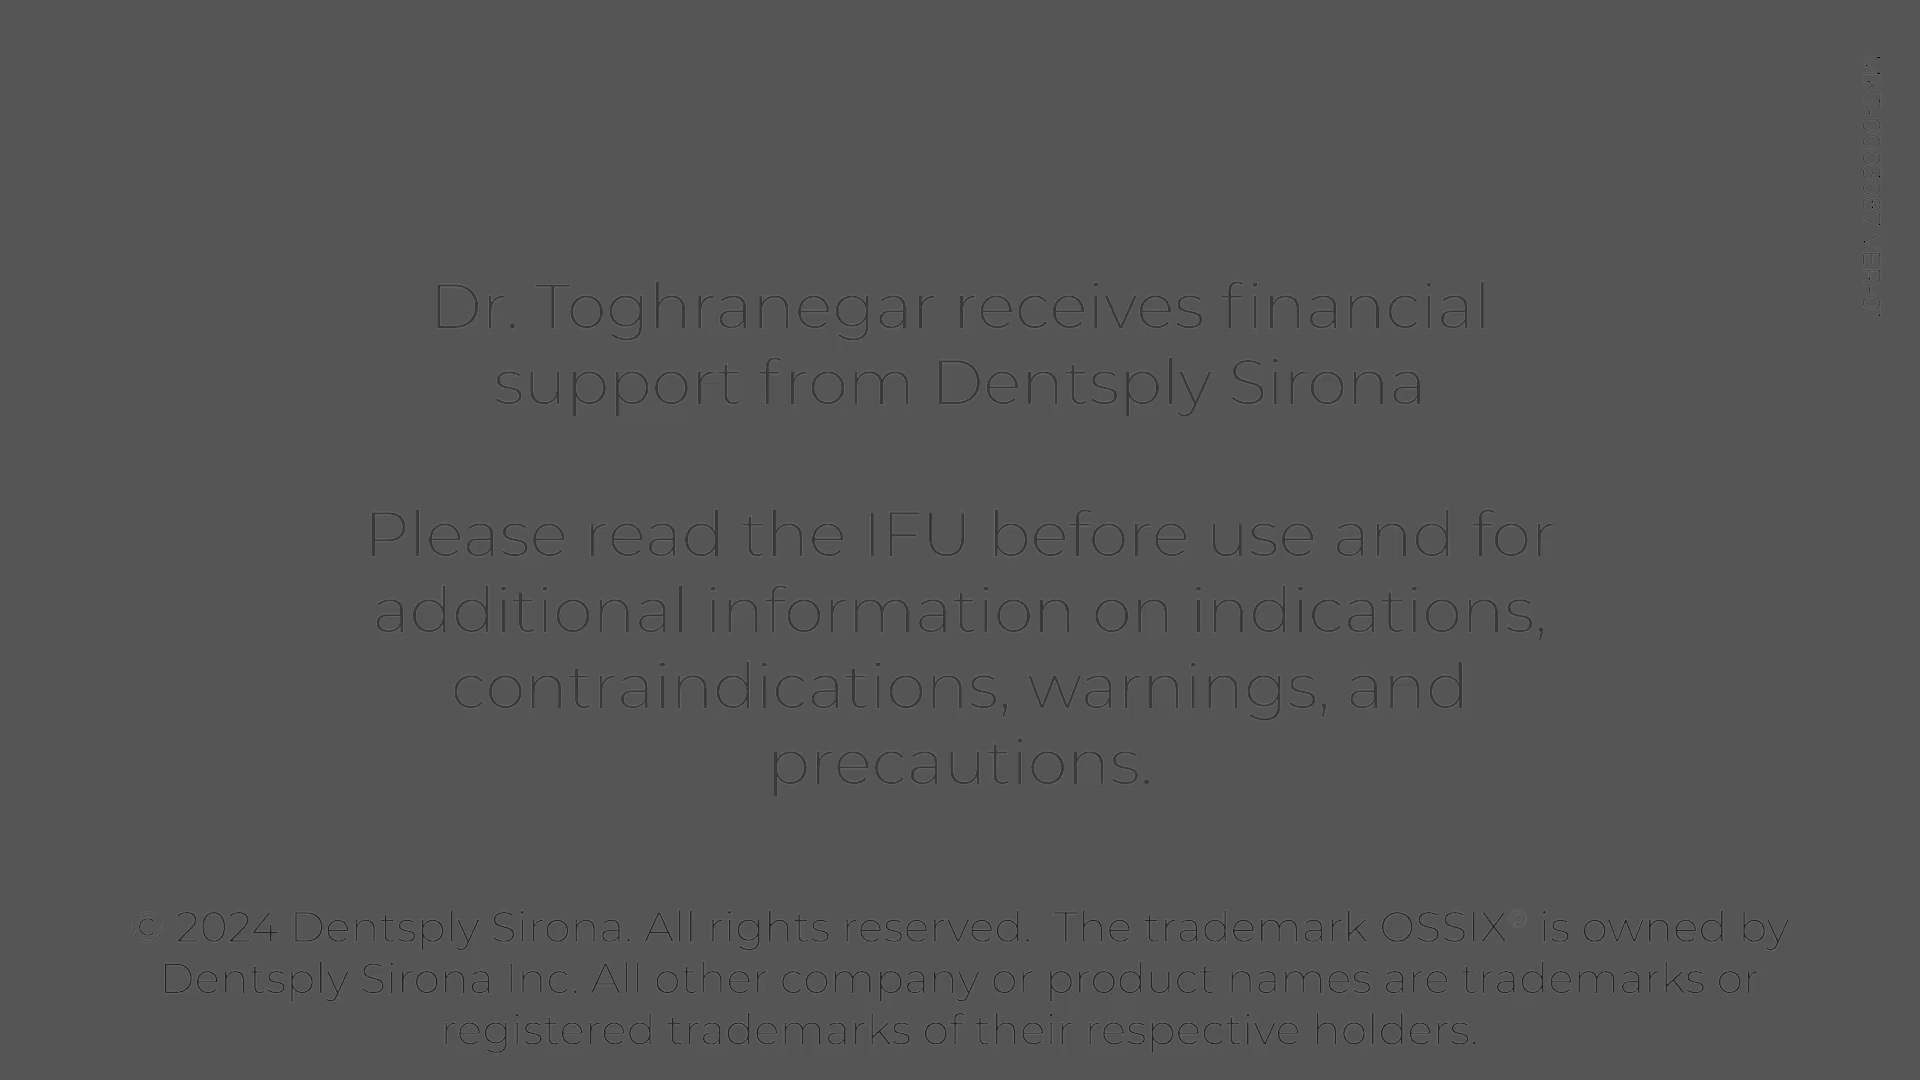 Dr. Toghranegar receives financial
support from Dentsply Sirona
Please read the IFU before use and for
additional information on indications,
contraindications, warnings, and
precautions.
© 2024 Dentsply Sirona. All rights reserved. The trademark OSSIX® is owned by
Dentsply Sirona Inc. All other company or product names are trademarks or
registered trademarks of their respective holders.